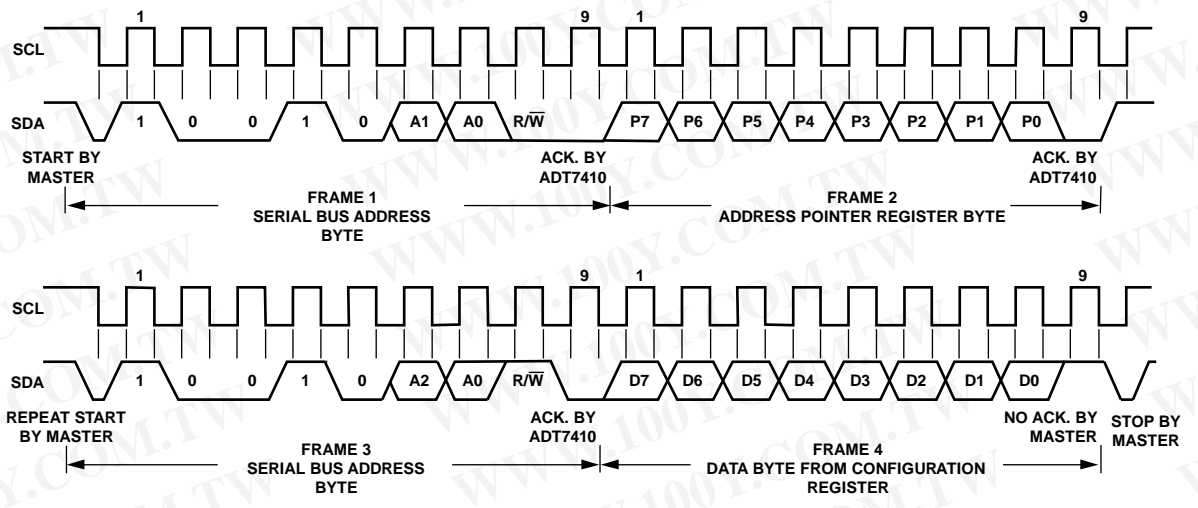 1 9 1 9
SCL
SDA 1 0 0 1 0 A1 A0 R/W̅ P7 P6 P5 P4 P3 P2 P1 P0
START BY
MASTER
ACK. BY
ADT7410
ACK. BY
ADT7410
FRAME 1
SERIAL BUS ADDRESS
BYTE
FRAME 2
ADDRESS POINTER REGISTER BYTE
1 9 1 9
SCL
SDA 1 0 0 1 0 A2 A0 R/W̅ D7 D6 D5 D4 D3 D2 D1 D0
REPEAT START
BY MASTER
ACK. BY
ADT7410
NO ACK. BY
MASTER
STOP BY
MASTER
FRAME 3
SERIAL BUS ADDRESS
BYTE
FRAME 4
DATA BYTE FROM CONFIGURATION
REGISTER
WWW.100Y.COM.TW